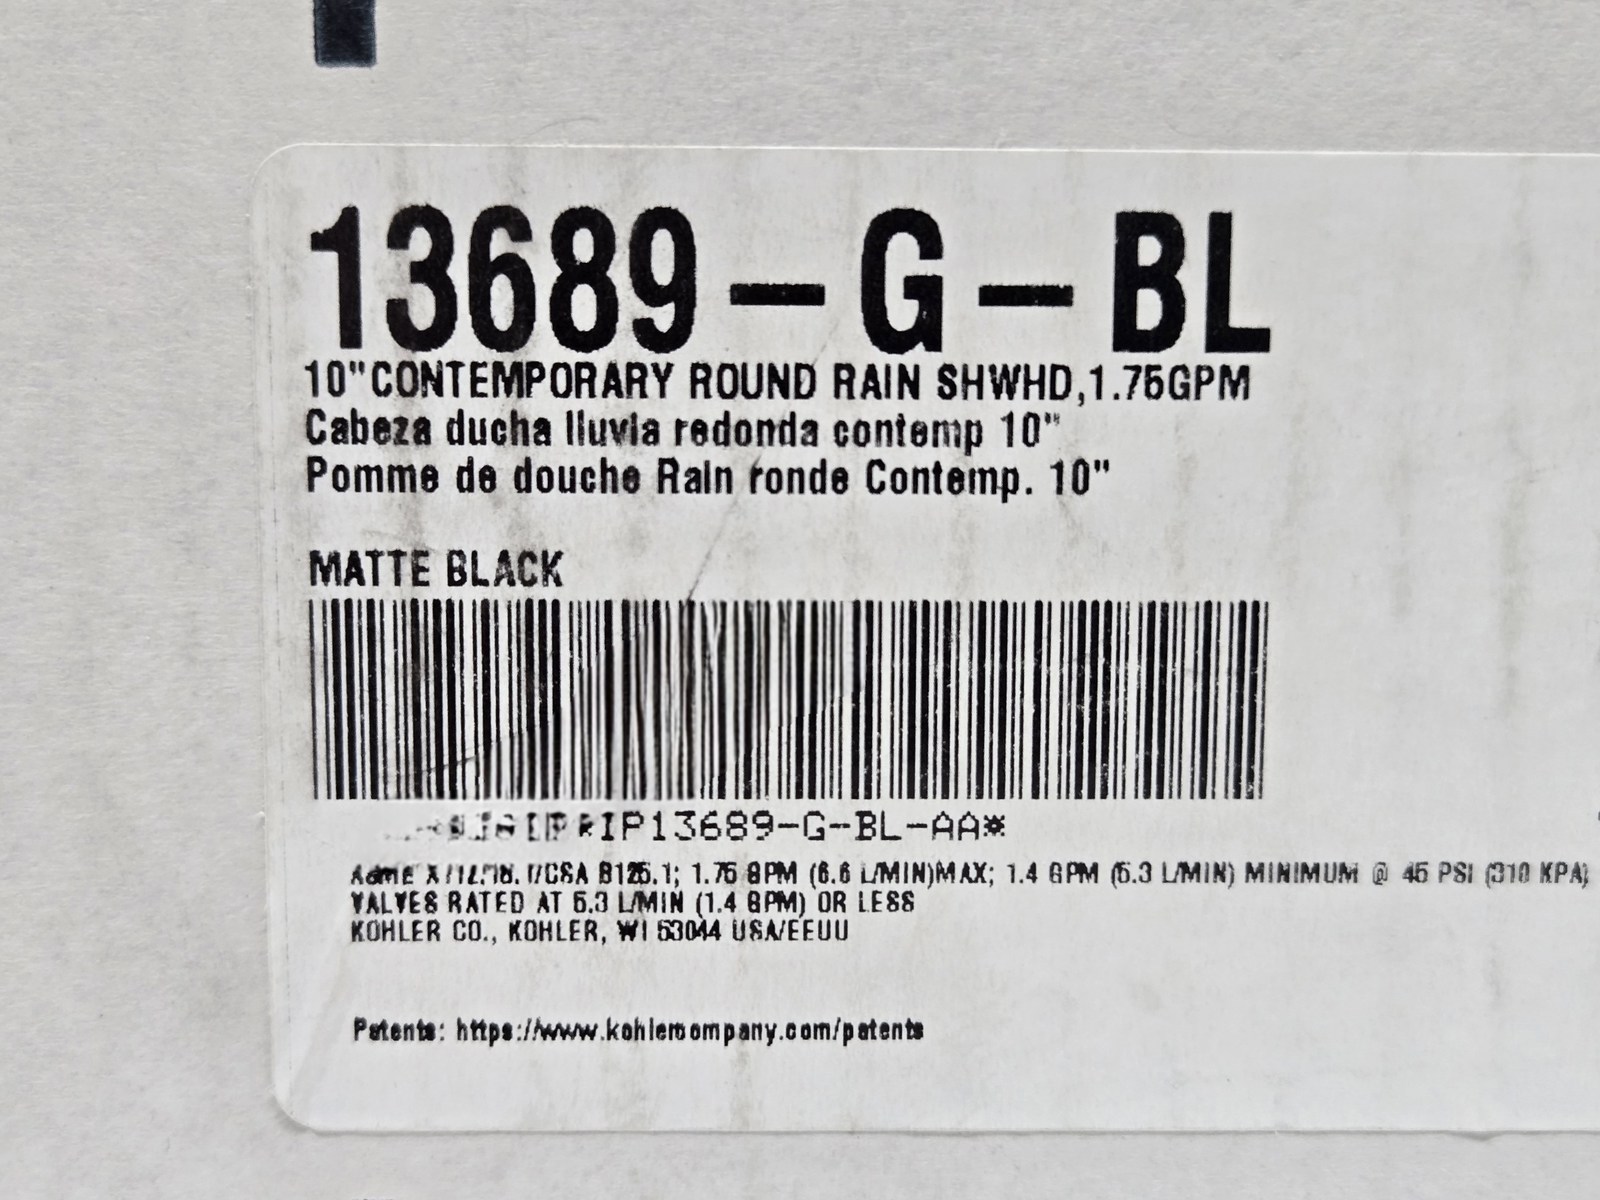 13689-G-BL
10"CONTEMPORARY ROUND RAIN SHWHD,1.75GPM
Cabeza ducha lluvia redonda contemp 10"
Pomme de douche Rain ronde Contemp. 10"
MATTE BLACK
IP13689-G-BL-AA*
B125.1; 1.75 GPM (6.6 L/MIN)MAX; 1.4 GPM (5.3 L/MIN) MINIMUM @ 45 PSI (310 KPA)
VALVES RATED AT 5.3 L/MIN (1.4 GPM) OR LESS
KOHLER CO., KOHLER, WI 53044 USA/EEUU
Patents: https://www.kohlercompany.com/patents